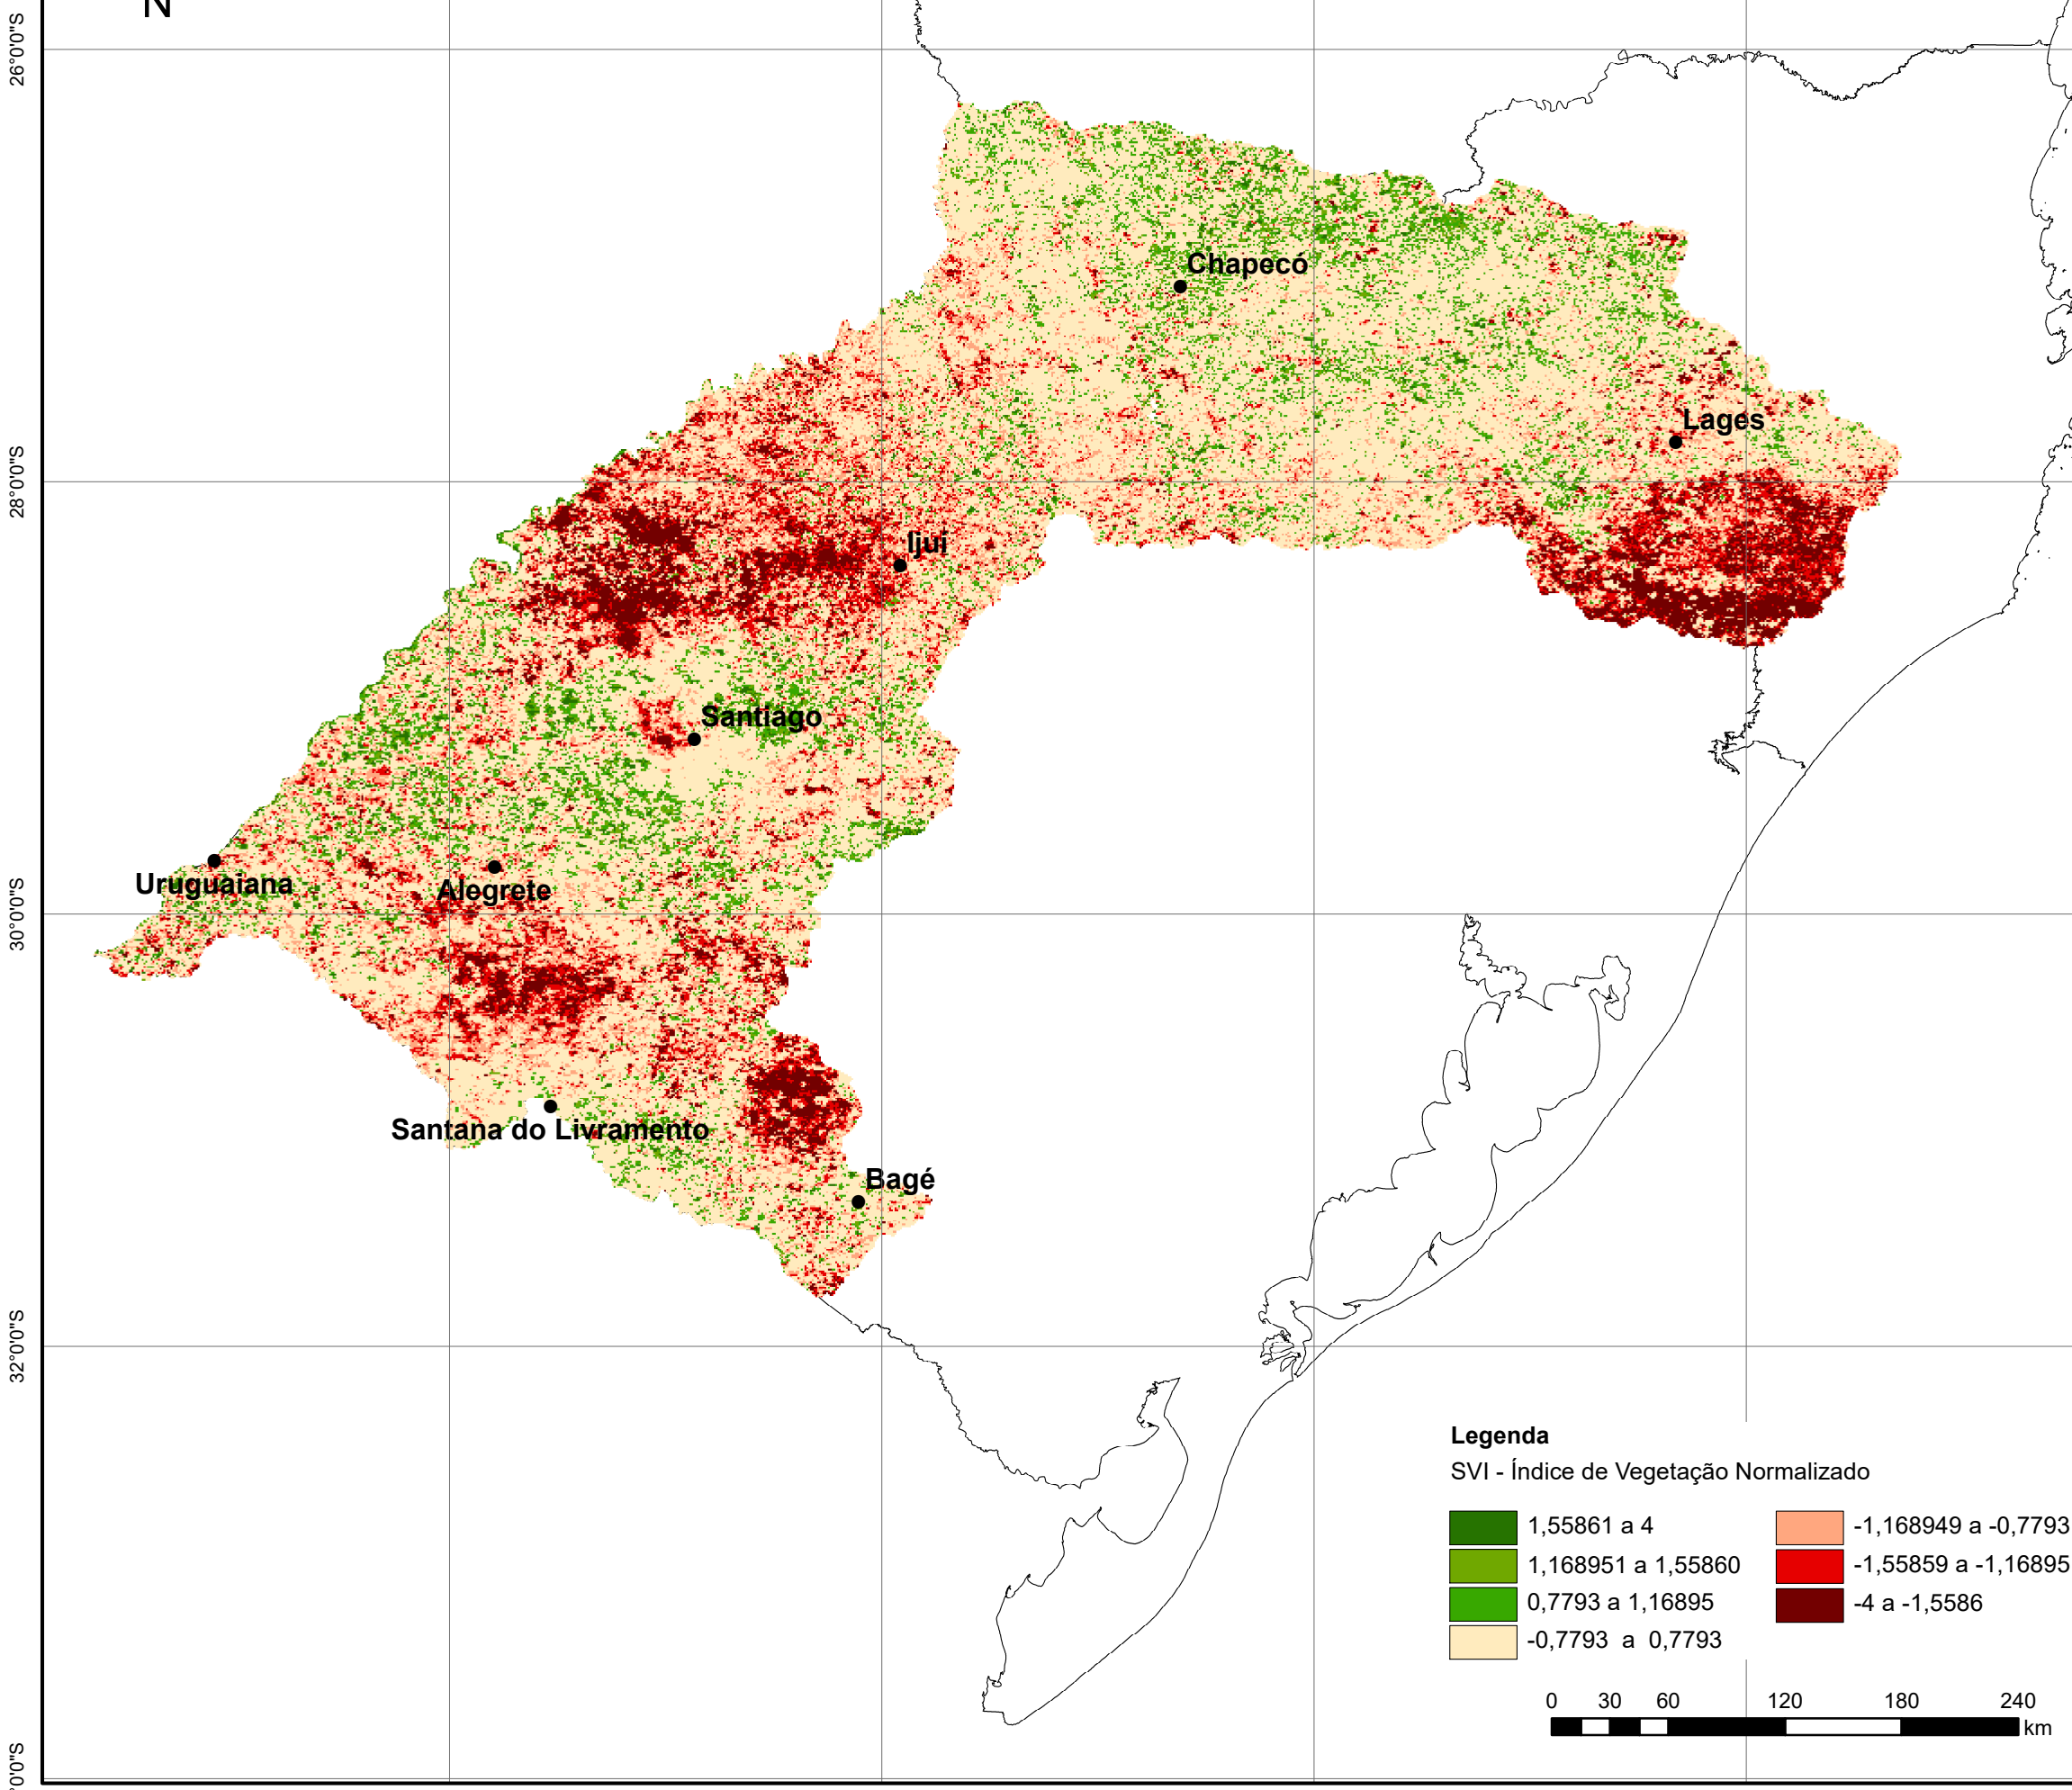 N
26°0'0"S
Chapecó
Lages
28°0'0"S
Ijuí
Santiago
Uruguaiana
Alegrete
30°0'0"S
Santana do Livramento
Bagé
32°0'0"S
Legenda
SVI - Índice de Vegetação Normalizado
1,55861 a 4
1,168951 a 1,55860
0,7793 a 1,16895
-0,7793 a 0,7793
-1,168949 a -0,7793
-1,55859 a -1,16895
-4 a -1,5586
0 30 60 120 180 240
km
°0'0"S